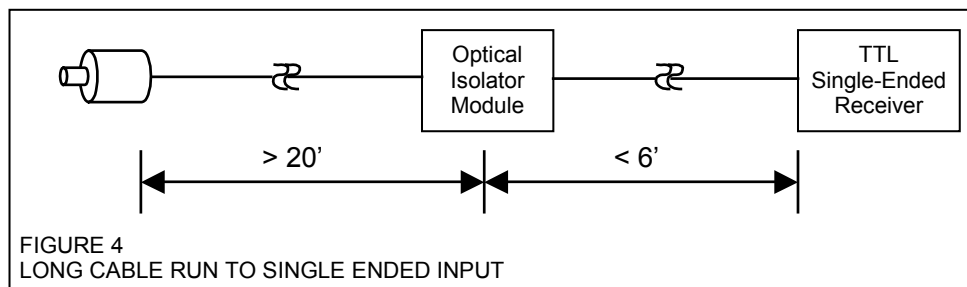 Optical
Isolator
Module
TTL
Single-Ended
Receiver
> 20’
< 6’
FIGURE 4
LONG CABLE RUN TO SINGLE ENDED INPUT